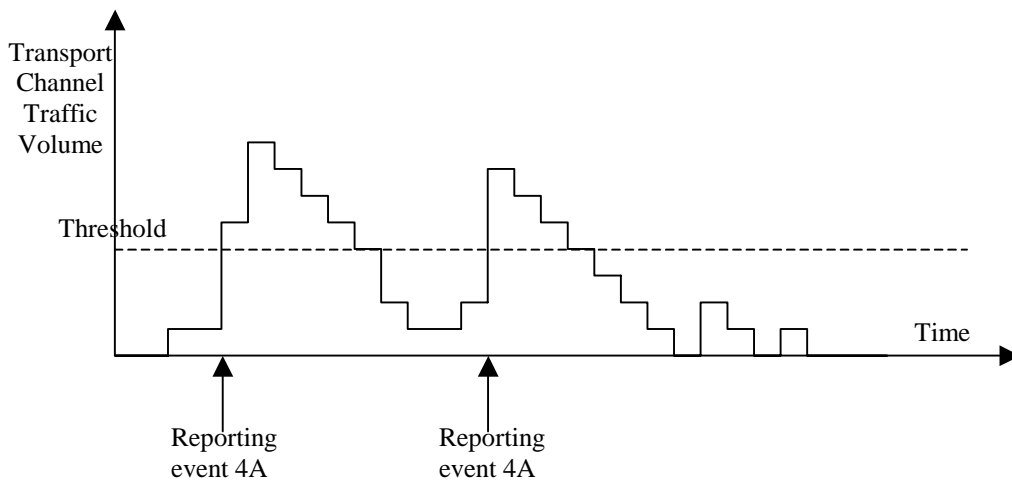 Transport
Channel
Traffic
Volume
Threshold
Time
Reporting
event 4A
Reporting
event 4A